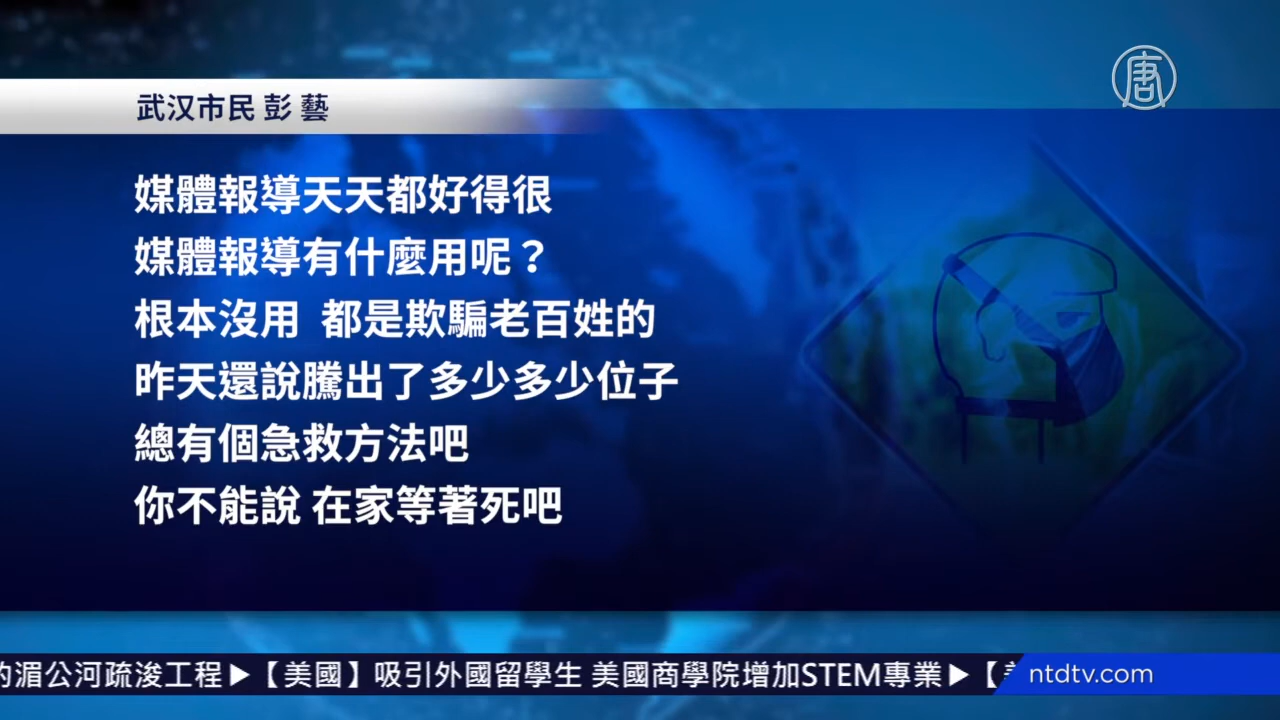 唐
武汉市民 彭 藝
媒體報導天天都好得很
媒體報導有什麼用呢？
根本沒用 都是欺騙老百姓的
昨天還說騰出了多少多少位子
總有個急救方法吧
你不能說 在家等著死吧
的湄公河疏浚工程▶【美國】吸引外國留學生 美國商學院增加STEM專業▶【
ntdtv.com